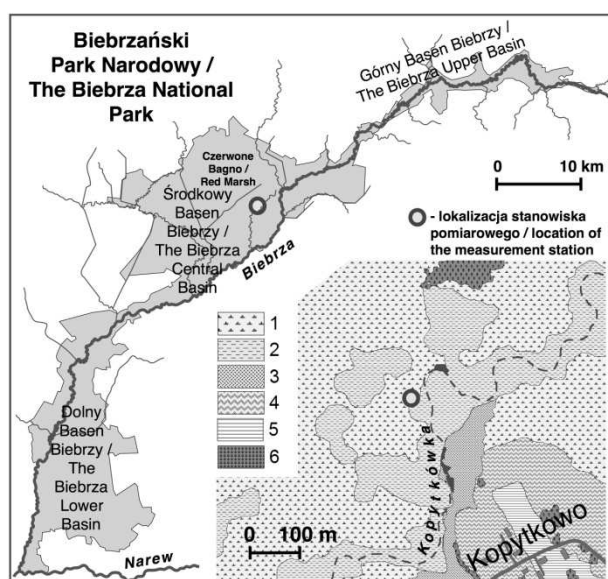 Biebrzański
Park Narodowy /
The Biebrza National
Park
Górny Basen Biebrzy /
The Biebrza Upper Basin
Czerwone
Bagno /
Red Marsh
Środkowy
Basen
Biebrzy /
The Biebrza
Central
Basin
Biebrza
10 km
0
- lokalizacja stanowiska
pomiarowego / location of
the measurement station
1
2
3
4
5
6
Dolny
Basen
Biebrzy /
The
Biebrza
Lower
Basin
Narew
Kopytkówka
Kopytkowo
0 100 m